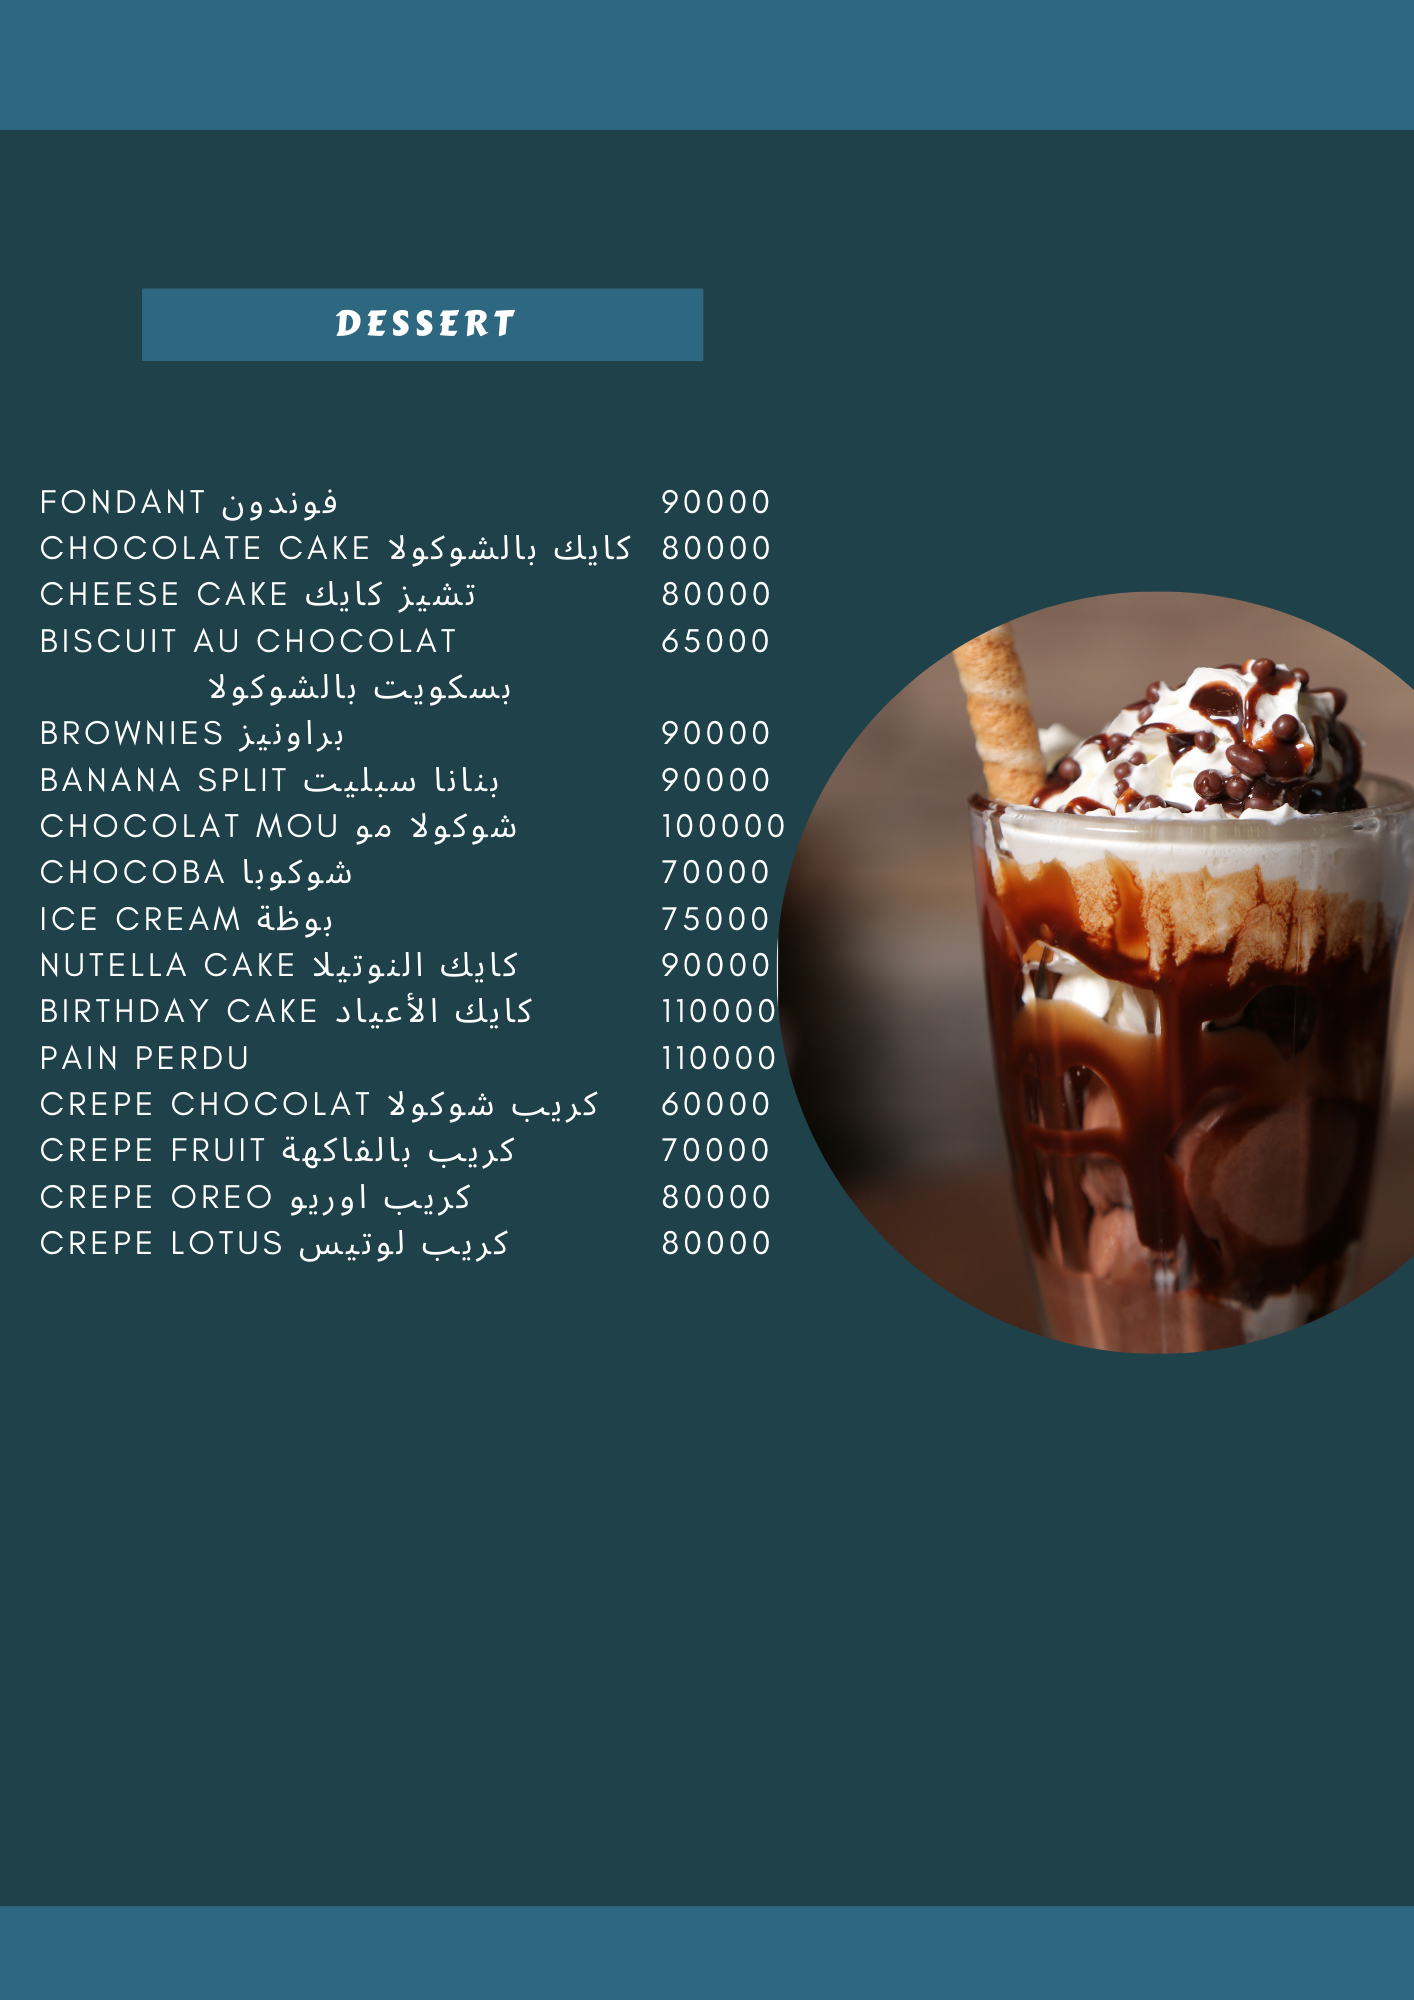 DESSERT
FONDANT فوندون 90000
CHOCOLATE CAKE كايك بالشوكولا 80000
CHEESE CAKE تشيز كايك 80000
BISCUIT AU CHOCOLAT 65000
بسكويت بالشوكولا
BROWNIES براونيز 90000
BANANA SPLIT بنانا سبليت 90000
CHOCOLAT MOU شوكولا مو 100000
CHOCOBA شوكوبا 70000
ICE CREAM بوظة 75000
NUTELLA CAKE كايك النوتيلا 90000
BIRTHDAY CAKE كايك الأعياد 110000
PAIN PERDU 110000
CREPE CHOCOLAT كريب شوكولا 60000
CREPE FRUIT كريب بالفاكهة 70000
CREPE OREO كريب اوريو 80000
CREPE LOTUS كريب لوتيس 80000